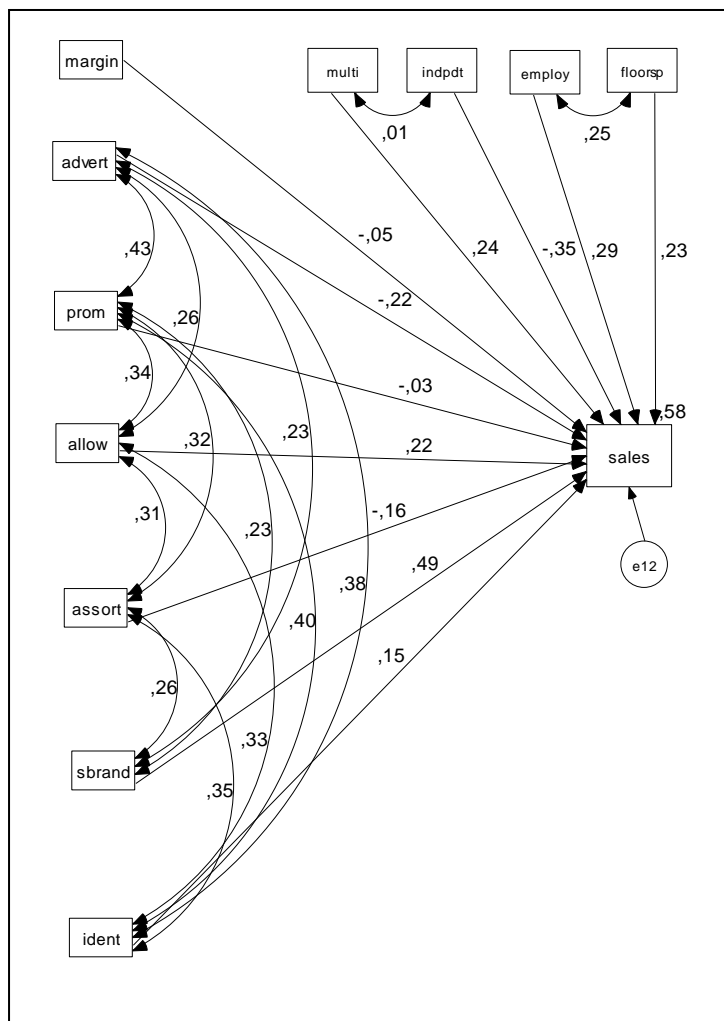 margin
multi
indpdt
employ
floorsp
,01
,25
advert
-,05
,24
-,35
,29
,23
,43
-,22
prom
,26
,34
-,03
,58
allow
,32
,23
,22
sales
,31
-,16
,23
,49
e12
assort
,38
,40
,15
,26
,33
sbrand
,35
ident